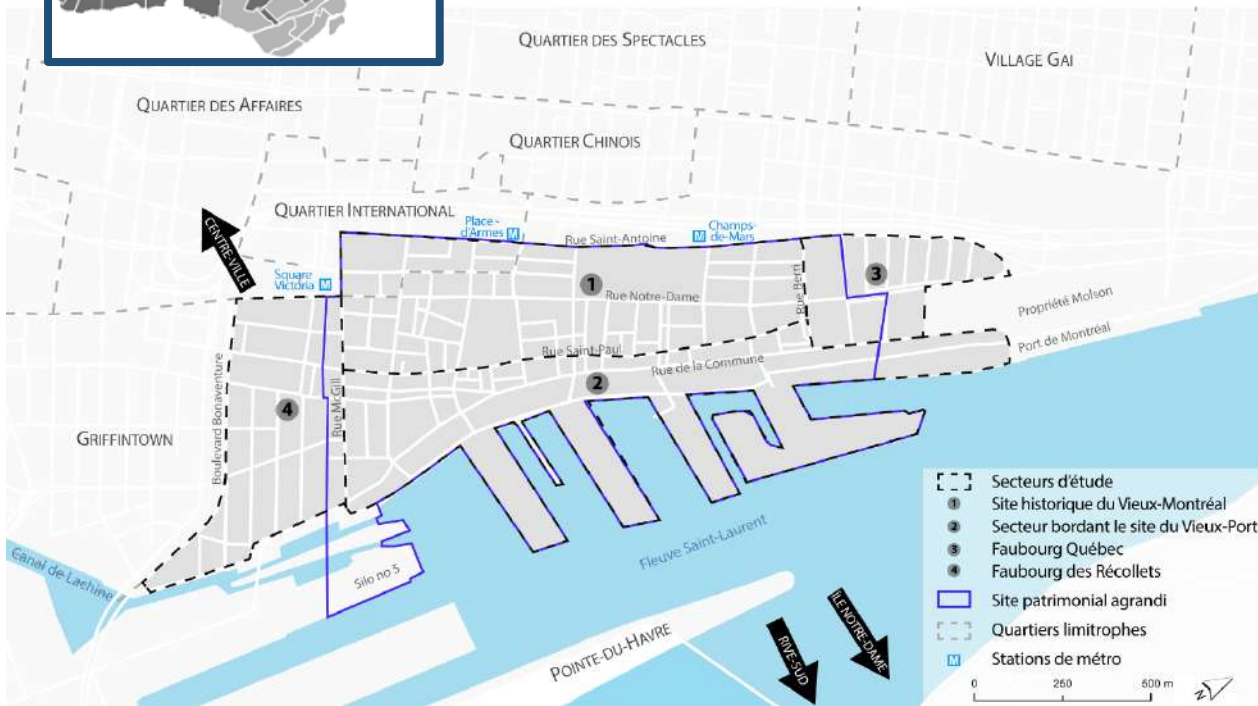 QUARTIER DES SPECTACLES
VILLAGE GAI
QUARTIER DES AFFAIRES
QUARTIER CHINOIS
QUARTIER INTERNATIONAL
CENTRE-VILLE
Place-
d'Armes M
Rue Saint-Antoine
M Champs-
de-Mars
Square
Victoria M
1
3
Rue Notre-Dame
Rue Berri
Propriété Molson
Port de Montréal
Rue Saint-Paul
Rue de la Commune
2
4
Rue McGill
Boulevard Bonaventure
GRIFFINTOWN
Canal de Lachine
Silo no 5
Fleuve Saint-Laurent
POINTE-DU-HAVRE
RIVE-SUD
ILE NOTRE-DAME
Secteurs d'étude
1 Site historique du Vieux-Montréal
2 Secteur bordant le site du Vieux-Port
3 Faubourg Québec
4 Faubourg des Récollets
Site patrimonial agrandi
Quartiers limitrophes
M Stations de métro
0 250 500 m
N